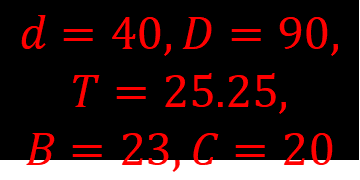 d = 40, D = 90,
T = 25.25,
B = 23, C = 20